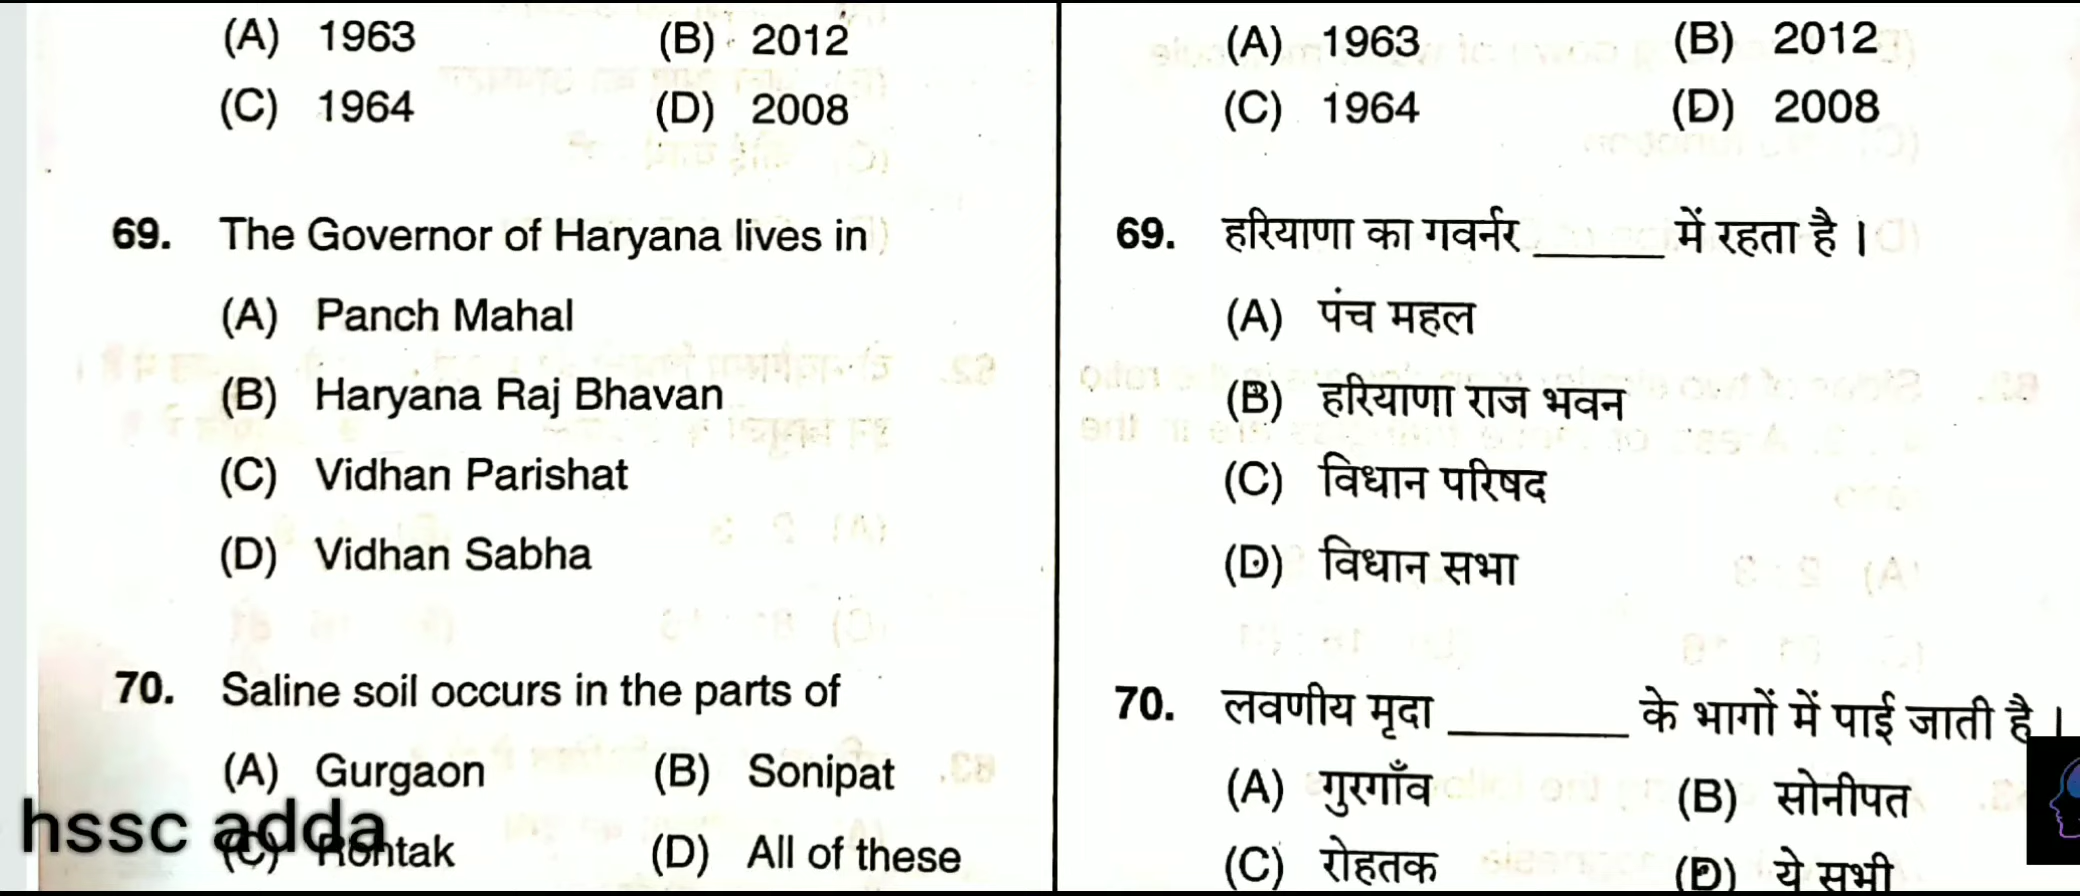 (A) 1963 (B) 2012
(C) 1964 (D) 2008
69. The Governor of Haryana lives in
(A) Panch Mahal
(B) Haryana Raj Bhavan
(C) Vidhan Parishat
(D) Vidhan Sabha
70. Saline soil occurs in the parts of
(A) Gurgaon (B) Sonipat
(C) Rohtak (D) All of these
hssc adda
(A) 1963 (B) 2012
(C) 1964 (D) 2008
69. हरियाणा का गवर्नर ______ में रहता है ।
(A) पंच महल
(B) हरियाणा राज भवन
(C) विधान परिषद
(D) विधान सभा
70. लवणीय मृदा ________ के भागों में पाई जाती है ।
(A) गुरगाँव (B) सोनीपत
(C) रोहतक (D) ये सभी